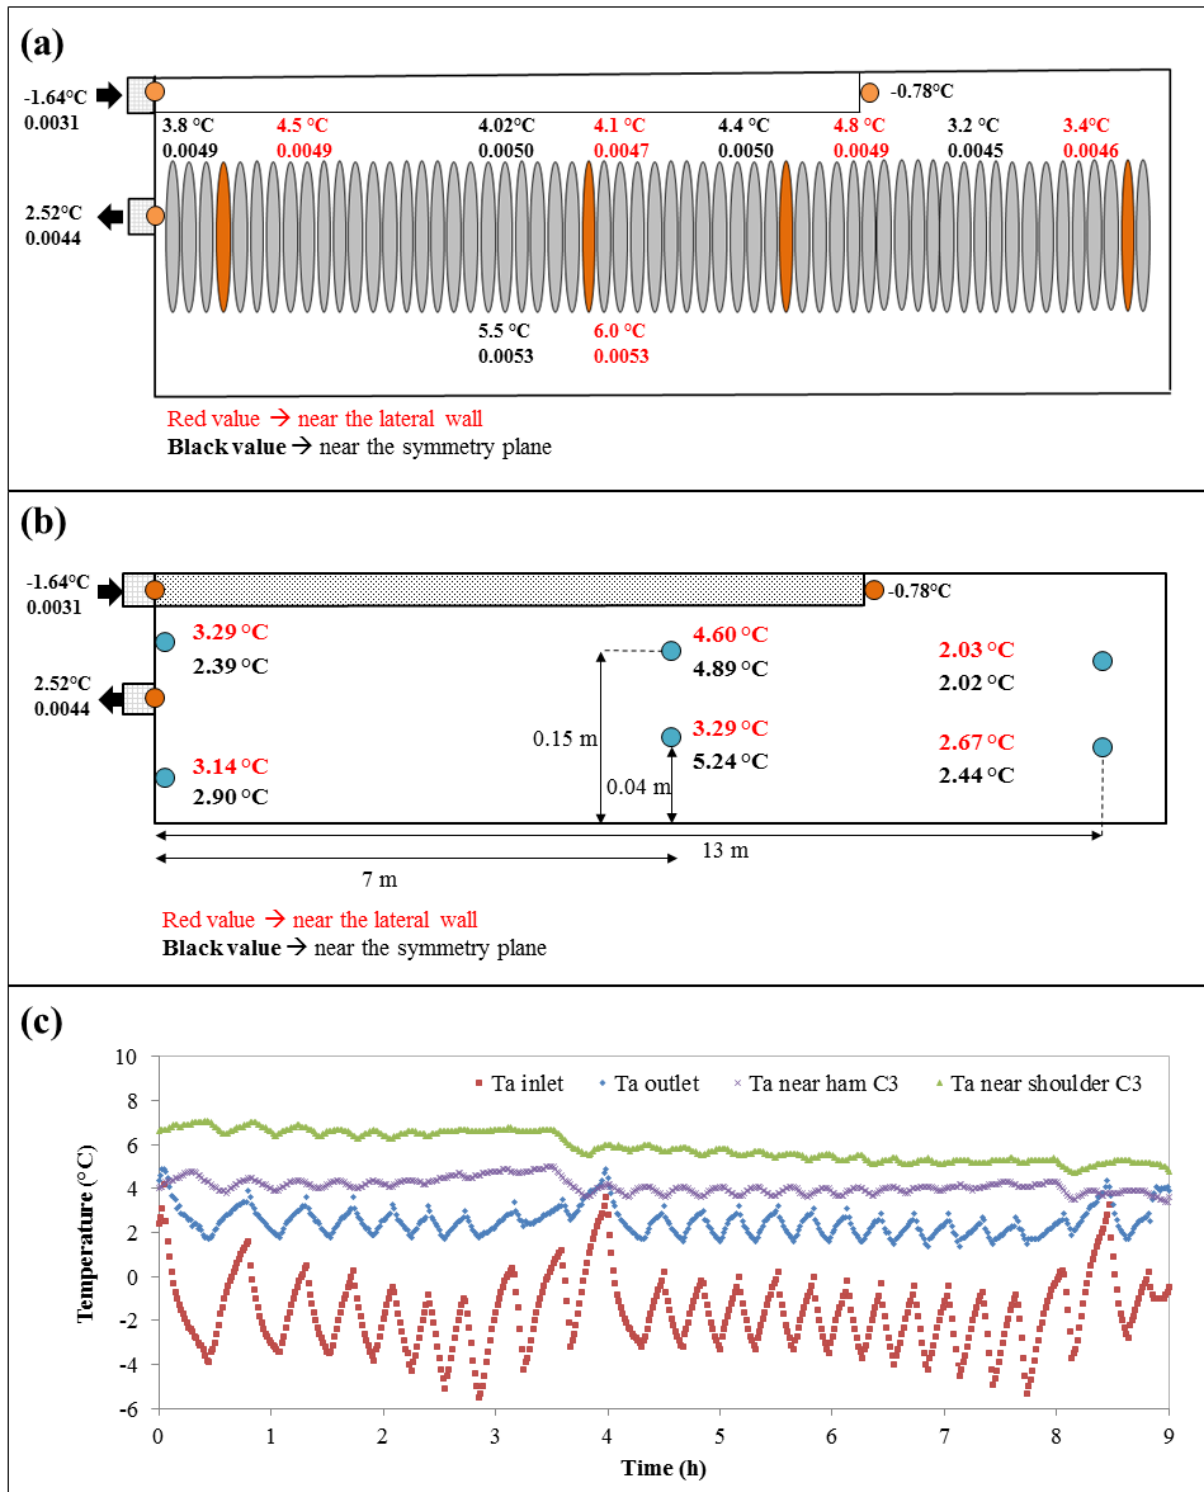 (a)
-1.64°C
0.0031
-0.78°C
3.8 °C 4.5 °C 4.02°C 4.1 °C 4.4 °C 4.8 °C 3.2 °C 3.4°C
0.0049 0.0049 0.0050 0.0047 0.0050 0.0049 0.0045 0.0046
2.52°C
0.0044
5.5 °C 6.0 °C
0.0053 0.0053
Red value → near the lateral wall
Black value → near the symmetry plane
(b)
-1.64°C
0.0031
-0.78°C
3.29 °C 4.60 °C 2.03 °C
2.39 °C 4.89 °C 2.02 °C
2.52°C
0.0044
0.15 m
3.29 °C 2.67 °C
5.24 °C 2.44 °C
0.04 m
3.14 °C
2.90 °C
13 m
7 m
Red value → near the lateral wall
Black value → near the symmetry plane
(c)
Ta inlet Ta outlet Ta near ham C3 Ta near shoulder C3
10
8
6
4
2
0
-2
-4
-6
Temperature (°C)
0 1 2 3 4 5 6 7 8 9
Time (h)